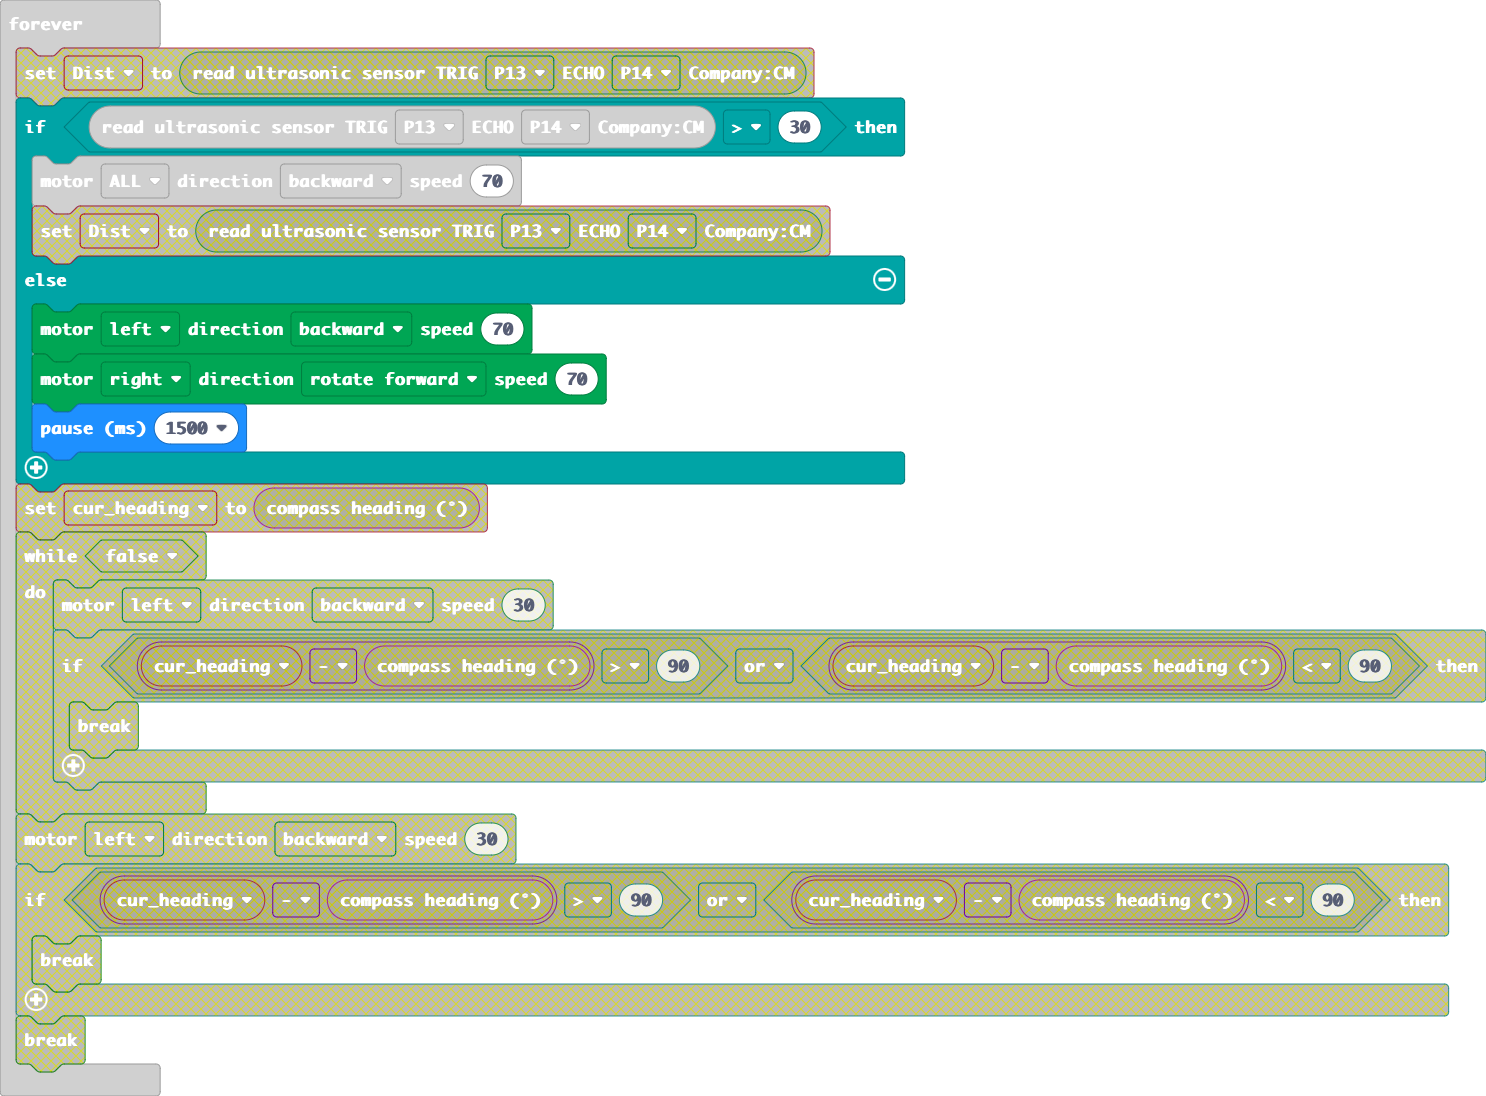 forever
set Dist to read ultrasonic sensor TRIG P13 ECHO P14 Company:CM
if read ultrasonic sensor TRIG P13 ECHO P14 Company:CM > 30 then
motor ALL direction backward speed 70
set Dist to read ultrasonic sensor TRIG P13 ECHO P14 Company:CM
else
motor left direction backward speed 70
motor right direction rotate forward speed 70
pause (ms) 1500
set cur_heading to compass heading (°)
while false
do motor left direction backward speed 30
if cur_heading - compass heading (°) > 90 or cur_heading - compass heading (°) < 90 then
break
motor left direction backward speed 30
if cur_heading - compass heading (°) > 90 or cur_heading - compass heading (°) < 90 then
break
break